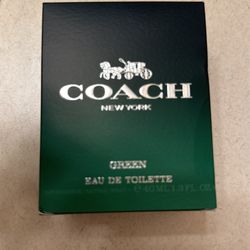 COACH
NEW YORK
GREEN
EAU DE TOILETTE